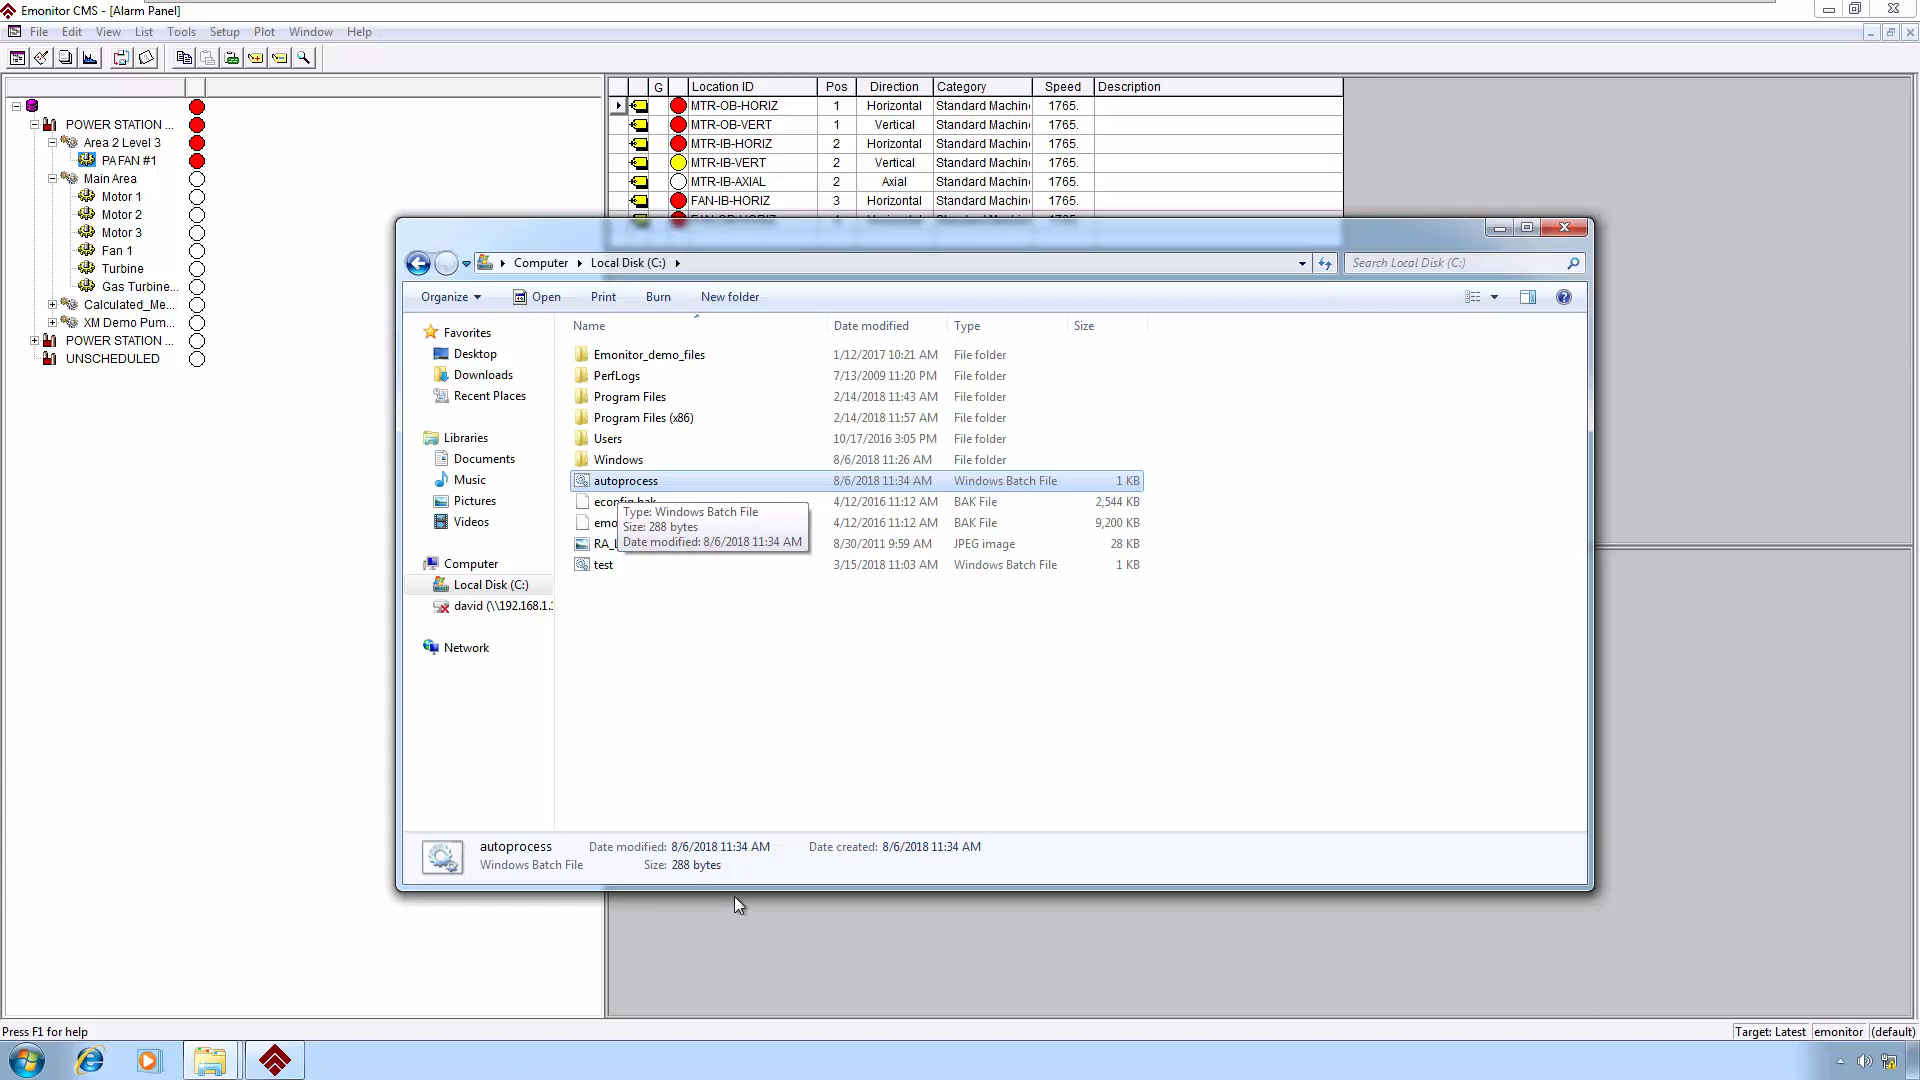 Emonitor CMS - [Alarm Panel]
File Edit View List Tools Setup Plot Window Help
G Location ID Pos Direction Category Speed Description
MTR-OB-HORIZ 1 Horizontal Standard Machin 1765.
POWER STATION ... MTR-OB-VERT 1 Vertical Standard Machin 1765.
Area 2 Level 3 MTR-IB-HORIZ 2 Horizontal Standard Machin 1765.
PA FAN #1 MTR-IB-VERT 2 Vertical Standard Machin 1765.
Main Area MTR-IB-AXIAL 2 Axial Standard Machin 1765.
Motor 1 FAN-IB-HORIZ 3 Horizontal Standard Machin 1765.
Motor 2
Motor 3
Fan 1
Turbine
Gas Turbine...
Calculated_Me...
XM Demo Pum...
POWER STATION ...
UNSCHEDULED
Computer Local Disk (C:) Search Local Disk (C:)
Organize Open Print Burn New folder
Favorites
Desktop
Downloads
Recent Places
Libraries
Documents
Music
Pictures
Videos
Computer
Local Disk (C:)
david (\\192.168.1.
Network
Name Date modified Type Size
Emonitor_demo_files 1/12/2017 10:21 AM File folder
PerfLogs 7/13/2009 11:20 PM File folder
Program Files 2/14/2018 11:43 AM File folder
Program Files (x86) 2/14/2018 11:57 AM File folder
Users 10/17/2016 3:05 PM File folder
Windows 8/6/2018 11:26 AM File folder
autoprocess 8/6/2018 11:34 AM Windows Batch File 1 KB
econfig.bak 4/12/2016 11:12 AM BAK File 2,544 KB
emo 4/12/2016 11:12 AM BAK File 9,200 KB
RA_L 8/30/2011 9:59 AM JPEG image 28 KB
test 3/15/2018 11:03 AM Windows Batch File 1 KB
Type: Windows Batch File
Size: 288 bytes
Date modified: 8/6/2018 11:34 AM
autoprocess Date modified: 8/6/2018 11:34 AM Date created: 8/6/2018 11:34 AM
Windows Batch File Size: 288 bytes
Press F1 for help Target: Latest emonitor (default)